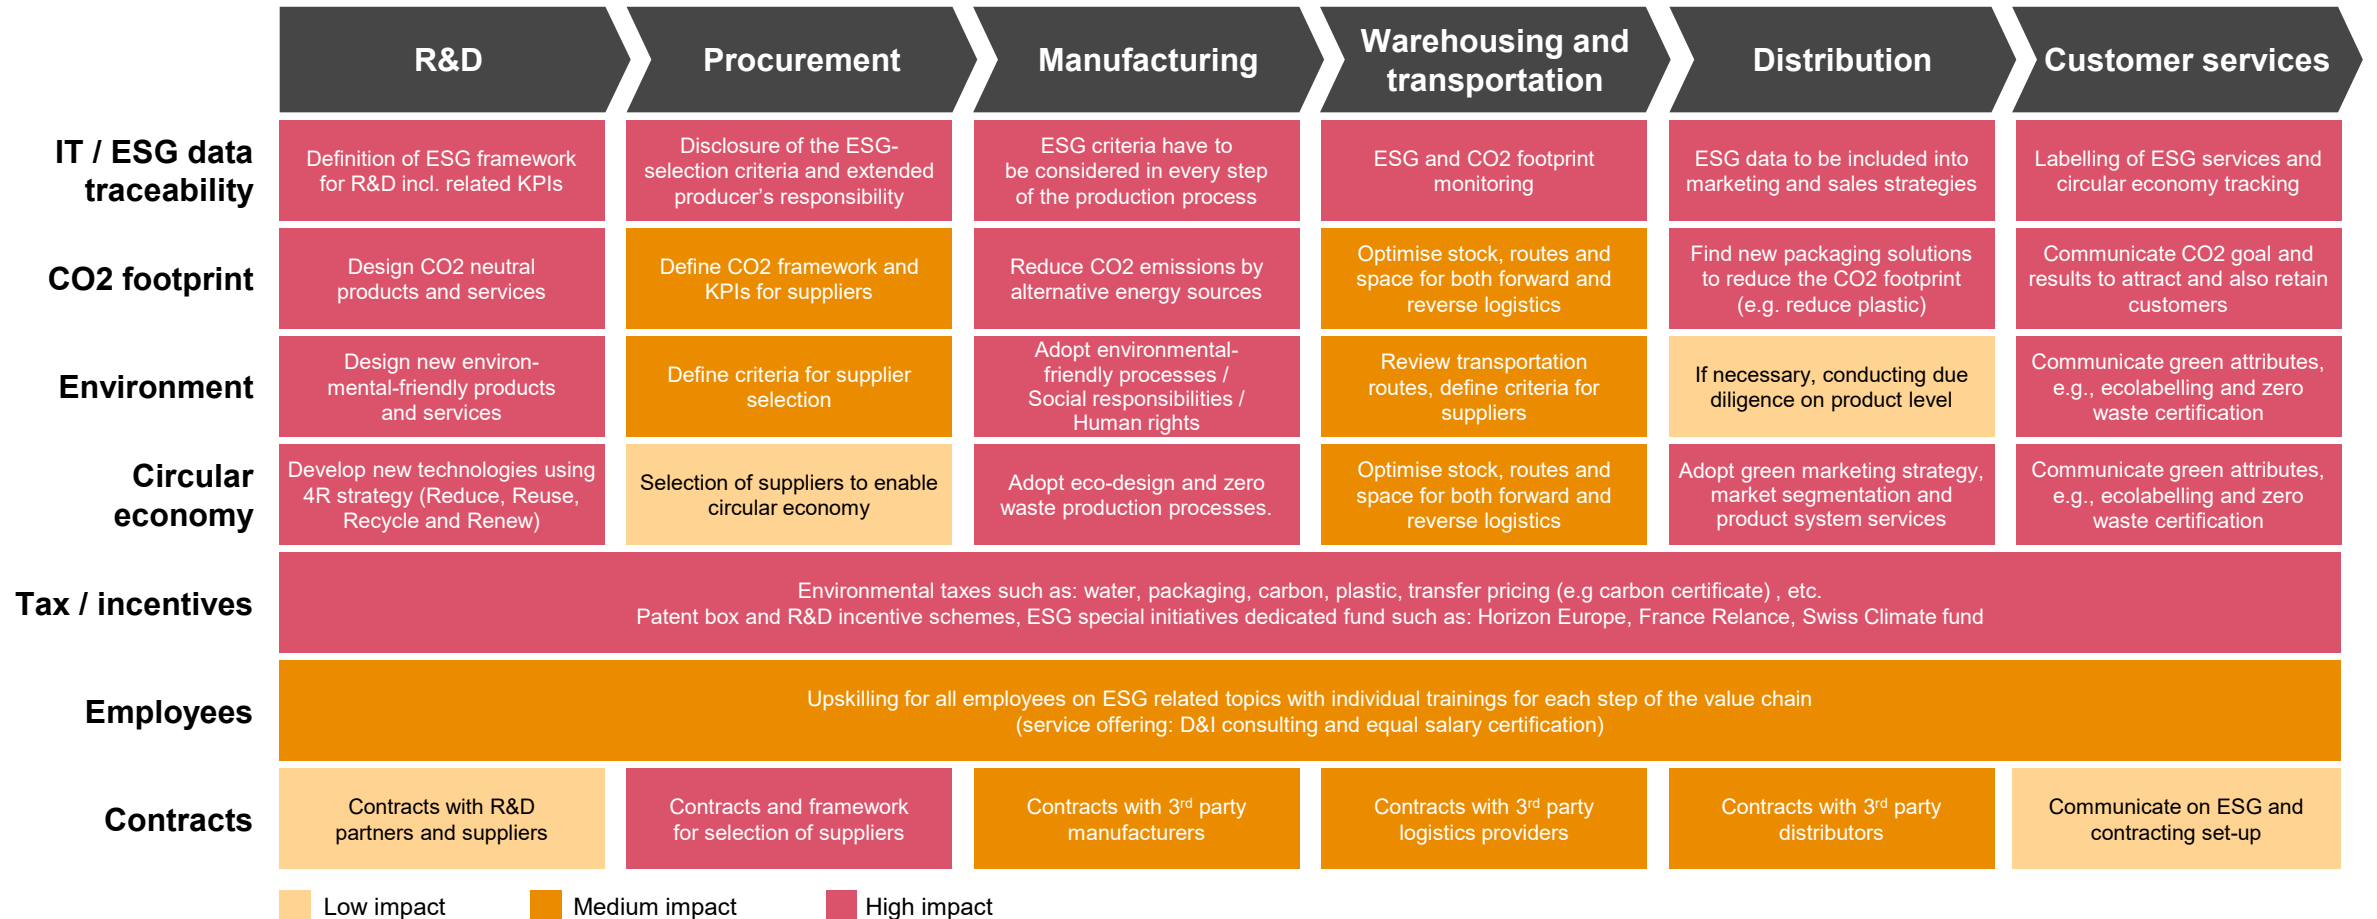 R&D
Procurement
Manufacturing
Warehousing and
transportation
Distribution
Customer services
IT / ESG data
traceability
Definition of ESG framework
for R&D incl. related KPIs
Disclosure of the ESG-
selection criteria and extended
producer's responsibility
ESG criteria have to
be considered in every step
of the production process
ESG and CO2 footprint
monitoring
ESG data to be included into
marketing and sales strategies
Labelling of ESG services and
circular economy tracking
CO2 footprint
Design CO2 neutral
products and services
Define CO2 framework and
KPIs for suppliers
Reduce CO2 emissions by
alternative energy sources
Optimise stock, routes and
space for both forward and
reverse logistics
Find new packaging solutions
to reduce the CO2 footprint
(e.g. reduce plastic)
Communicate CO2 goal and
results to attract and also retain
customers
Environment
Design new environ-
mental-friendly products
and services
Define criteria for supplier
selection
Adopt environmental-
friendly processes /
Social responsibilities /
Human rights
Review transportation
routes, define criteria for
suppliers
If necessary, conducting due
diligence on product level
Communicate green attributes,
e.g., ecolabelling and zero
waste certification
Circular
economy
Develop new technologies using
4R strategy (Reduce, Reuse,
Recycle and Renew)
Selection of suppliers to enable
circular economy
Adopt eco-design and zero
waste production processes.
Optimise stock, routes and
space for both forward and
reverse logistics
Adopt green marketing strategy,
market segmentation and
product system services
Communicate green attributes,
e.g., ecolabelling and zero
waste certification
Tax / incentives
Environmental taxes such as: water, packaging, carbon, plastic, transfer pricing (e.g carbon certificate) , etc.
Patent box and R&D incentive schemes, ESG special initiatives dedicated fund such as: Horizon Europe, France Relance, Swiss Climate fund
Employees
Upskilling for all employees on ESG related topics with individual trainings for each step of the value chain
(service offering: D&I consulting and equal salary certification)
Contracts
Contracts with R&D
partners and suppliers
Contracts and framework
for selection of suppliers
Contracts with 3rd party
manufacturers
Contracts with 3rd party
logistics providers
Contracts with 3rd party
distributors
Communicate on ESG and
contracting set-up
Low impact
Medium impact
High impact